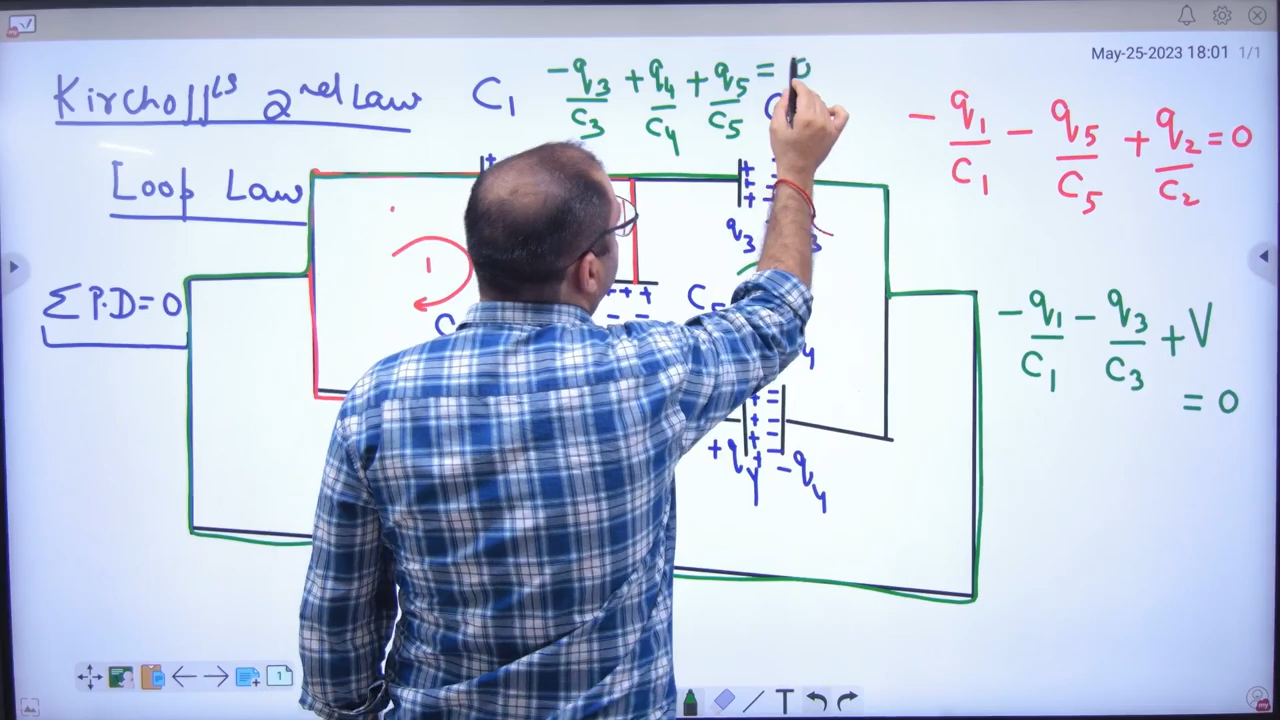 May-25-2023 18:01 1/1
Kirchoff's 2nd Law
C1
-q3/C3 + q4/C4 + q5/C5 = 0
-q1/C1 - q5/C5 + q2/C2 = 0
Loop Law
+ + +
q3
1
ΣP.D=0
+ + +
C5
-q1/C1 - q3/C3 + V
= 0
+q4 -q4
1
T